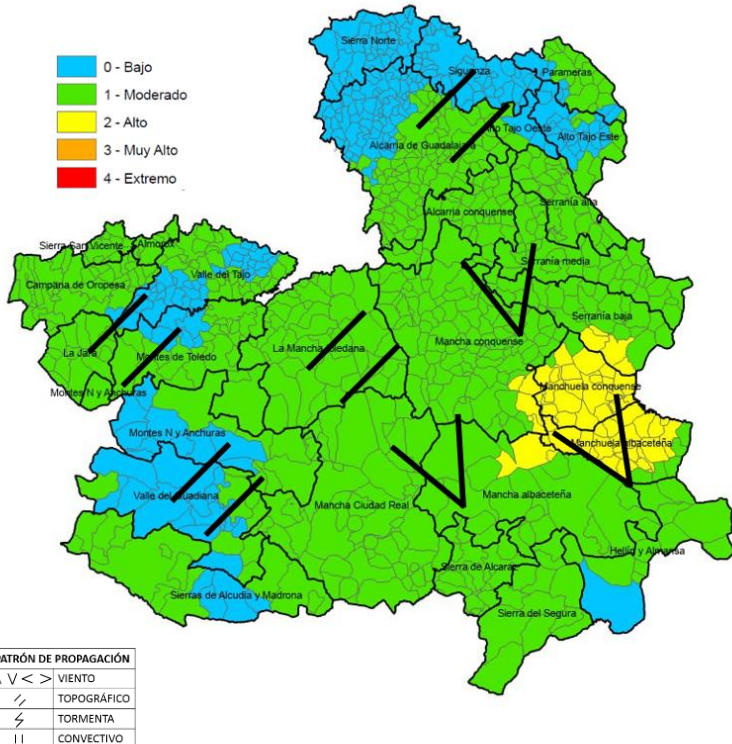 0 - Bajo
1 - Moderado
2 - Alto
3 - Muy Alto
4 - Extremo
Sierra Norte
Siguenza
Parameras
Alto Tajo Oeste
Alto Tajo Este
Alcarria de Guadalajara
Alcarria conquense
Serranía alta
Serranía media
Sierra San Vicente
Almorox
Valle del Tajo
Campana de Oropesa
Serranía baja
La Jara
Montes de Toledo
La Mancha toledana
Mancha conquense
Manchuela conquense
Montes N y Anchuras
Montes N y Anchuras
Manchuela albaceteña
Valle del Guadiana
Mancha Ciudad Real
Mancha albaceteña
Hellín y Almansa
Sierra de Alcaraz
Sierras de Alcudia y Madrona
Sierra del Segura
PATRÓN DE PROPAGACIÓN
Λ V < > VIENTO
TOPOGRÁFICO
TORMENTA
CONVECTIVO